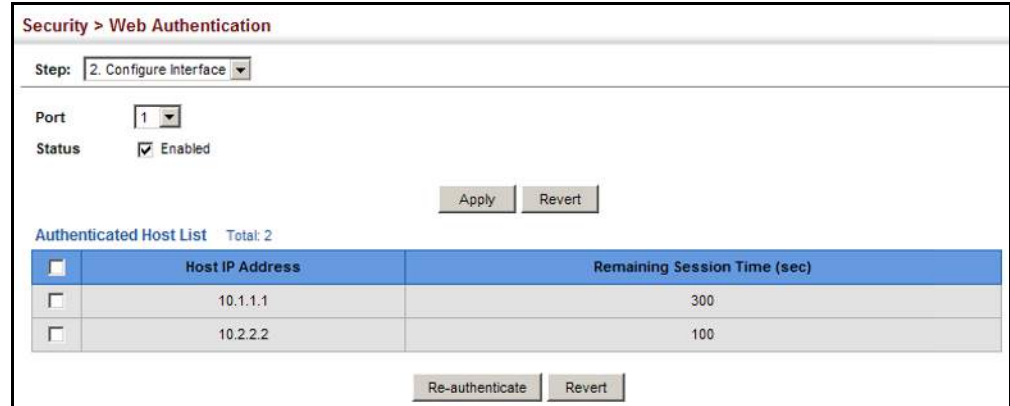 Security > Web Authentication
Step: 2. Configure Interface
Port 1
Status Enabled
Apply Revert
Authenticated Host List Total: 2
Host IP Address Remaining Session Time (sec)
10.1.1.1 300
10.2.2.2 100
Re-authenticate Revert